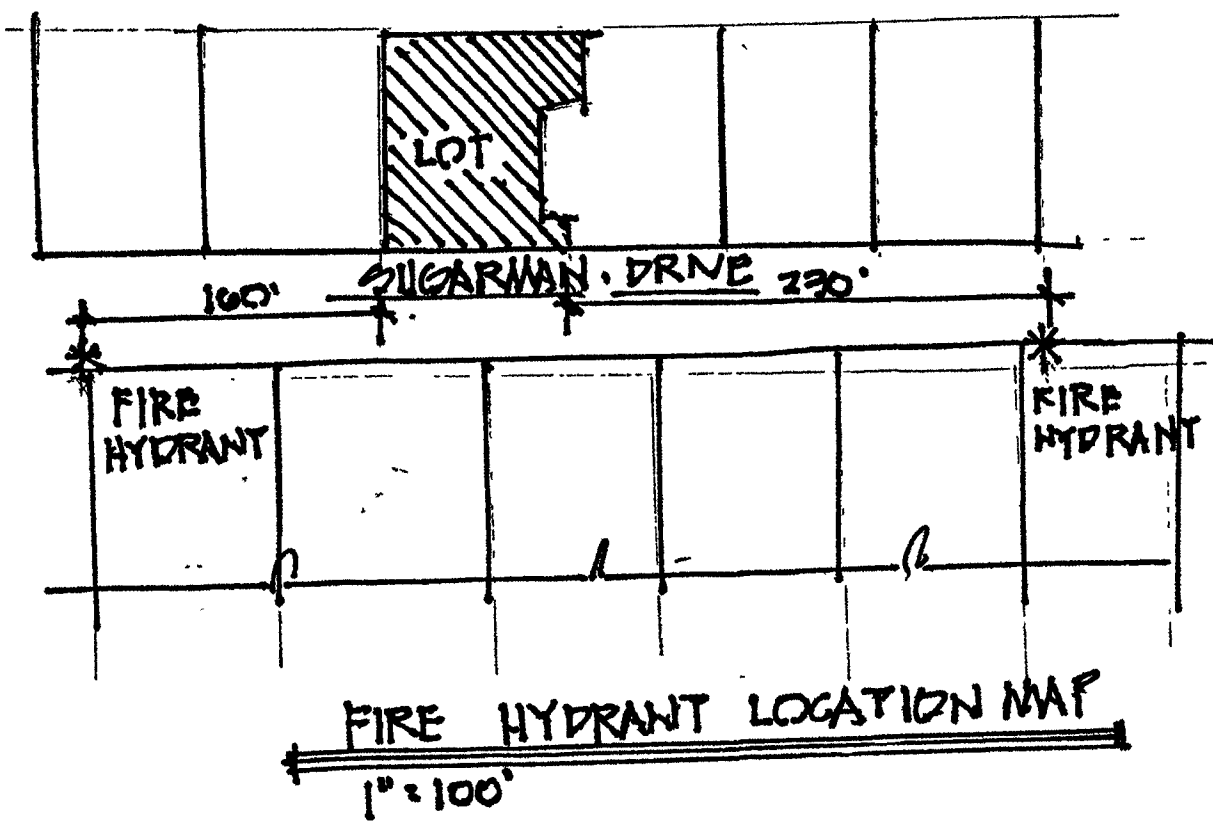 LOT
SUGARMAN · DRIVE
160'
230'
FIRE
HYDRANT
FIRE
HYDRANT
FIRE HYDRANT LOCATION MAP
1" = 100'